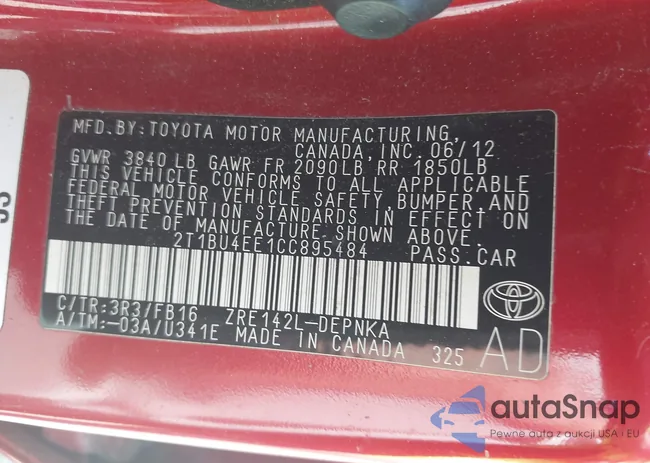 MFD.BY: TOYOTA MOTOR MANUFACTURING,
CANADA, INC. 06/12
GVWR 3840 LB GAWR FR 2090LB RR 1850LB
THIS VEHICLE CONFORMS TO ALL APPLICABLE
FEDERAL MOTOR VEHICLE SAFETY, BUMPER, AND
THEFT PREVENTION STANDARDS IN EFFECT ON
THE DATE OF MANUFACTURE SHOWN ABOVE.
2T1BU4EE1CC895484 PASS.CAR
C/TR:3R3/FB16 ZRE142L-DEPNKA
A/TM:-03A/U341E MADE IN CANADA 325 AD
autaSnap
Pewne auta z aukcji USA i EU